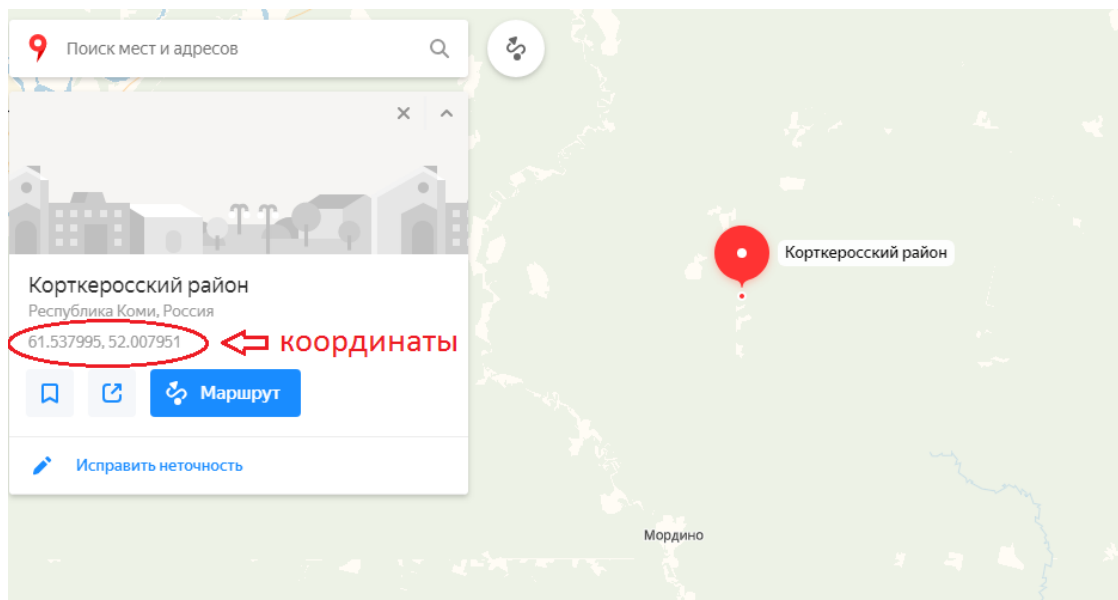 Поиск мест и адресов
Корткеросский район
Республика Коми, Россия
61.537995, 52.007951
координаты
Маршрут
Исправить неточность
Корткеросский район
Мордино